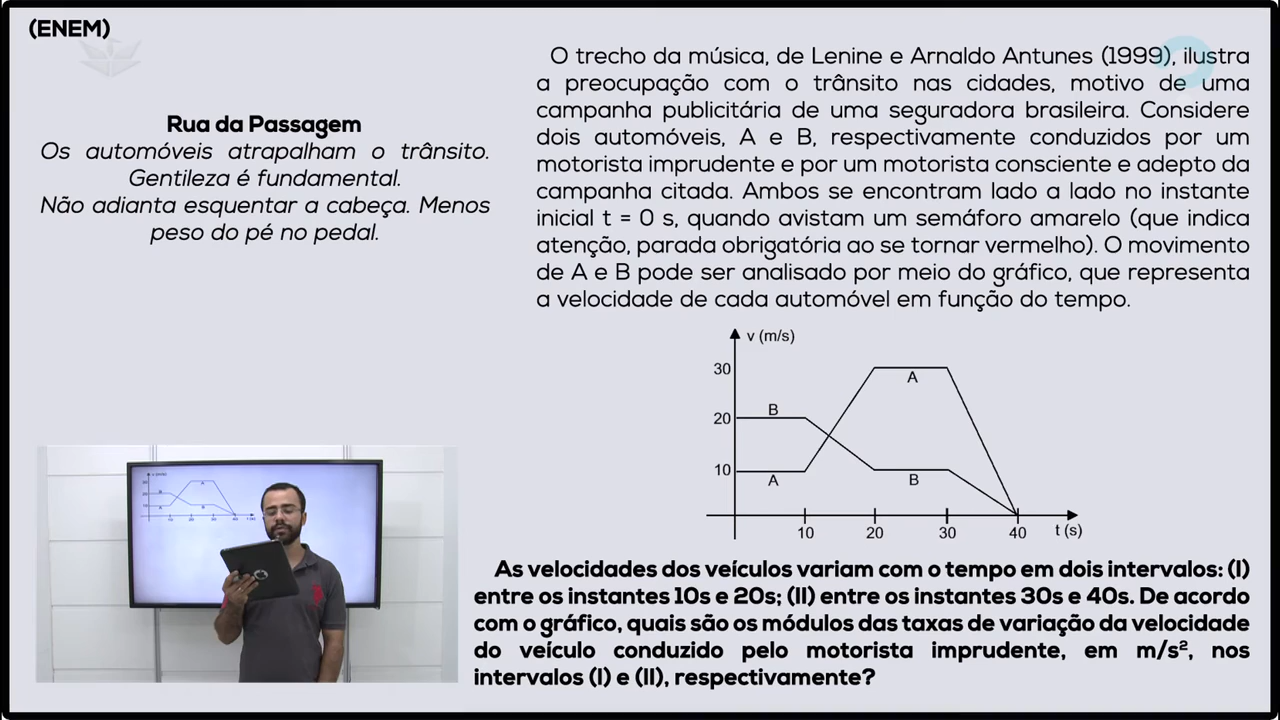 (ENEM)
Rua da Passagem
Os automóveis atrapalham o trânsito.
Gentileza é fundamental.
Não adianta esquentar a cabeça. Menos
peso do pé no pedal.
O trecho da música, de Lenine e Arnaldo Antunes (1999), ilustra
a preocupação com o trânsito nas cidades, motivo de uma
campanha publicitária de uma seguradora brasileira. Considere
dois automóveis, A e B, respectivamente conduzidos por um
motorista imprudente e por um motorista consciente e adepto da
campanha citada. Ambos se encontram lado a lado no instante
inicial t = 0 s, quando avistam um semáforo amarelo (que indica
atenção, parada obrigatória ao se tornar vermelho). O movimento
de A e B pode ser analisado por meio do gráfico, que representa
a velocidade de cada automóvel em função do tempo.
v (m/s)
30
A
B
20
10
A
B
10 20 30 40 t (s)
As velocidades dos veículos variam com o tempo em dois intervalos: (I)
entre os instantes 10s e 20s; (II) entre os instantes 30s e 40s. De acordo
com o gráfico, quais são os módulos das taxas de variação da velocidade
do veículo conduzido pelo motorista imprudente, em m/s², nos
intervalos (I) e (II), respectivamente?